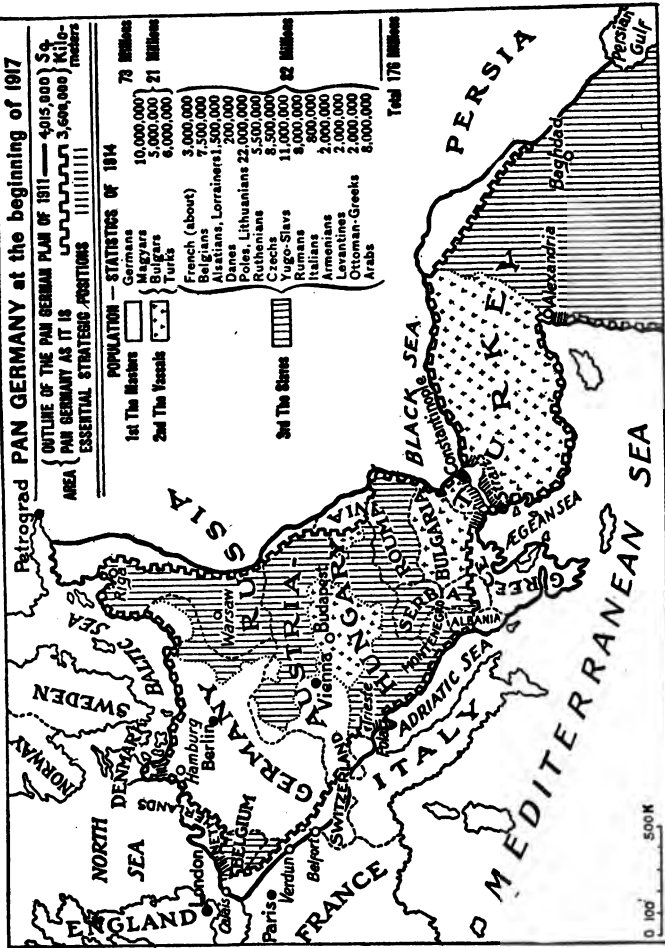 PAN GERMANY at the beginning of 1917
AREA
OUTLINE OF THE PAN GERMAN PLAN OF 1911 — 4,015,000
PAN GERMANY AS IT IS 3,600,000
Sq. Kilo-
meters
ESSENTIAL STRATEGIC POSITIONS
POPULATION — STATISTICS OF 1914
1st The Masters Germans 73 Millions
2nd The Vassals
Magyars 10,000,000
Bulgars 5,000,000
Turks 6,000,000
21 Millions
3rd The Slaves
French (about) 3,000,000
Belgians 7,500,000
Alsatians, Lorrainers 1,500,000
Danes 200,000
Poles, Lithuanians 22,000,000
Ruthenians 5,500,000
Czechs 8,500,000
Yugo-Slavs 11,000,000
Rumans 8,000,000
Italians 800,000
Armenians 2,000,000
Levantines 2,000,000
Ottoman-Greeks 2,000,000
Arabs 8,000,000
82 Millions
Total 176 Millions
Petrograd
NORWAY
SWEDEN
BALTIC SEA
Riga
NORTH SEA
DENMARK
Hamburg
Berlin
Warsaw
RUSSIA
ENGLAND
London
Calais
BELGIUM
GERMANY
Paris
Verdun
Belfort
FRANCE
SWITZERLAND
AUSTRIA-
HUNGARY
Vienna
Budapest
Trieste
Pola
ITALY
ADRIATIC SEA
SERBIA
MONTENEGRO
ALBANIA
ROUMANIA
BULGARIA
GREECE
ÆGEAN SEA
BLACK SEA
Constantinople
Straits
TURKEY
Alexandria
Baghdad
PERSIA
Persian Gulf
MEDITERRANEAN SEA
0 100 500K